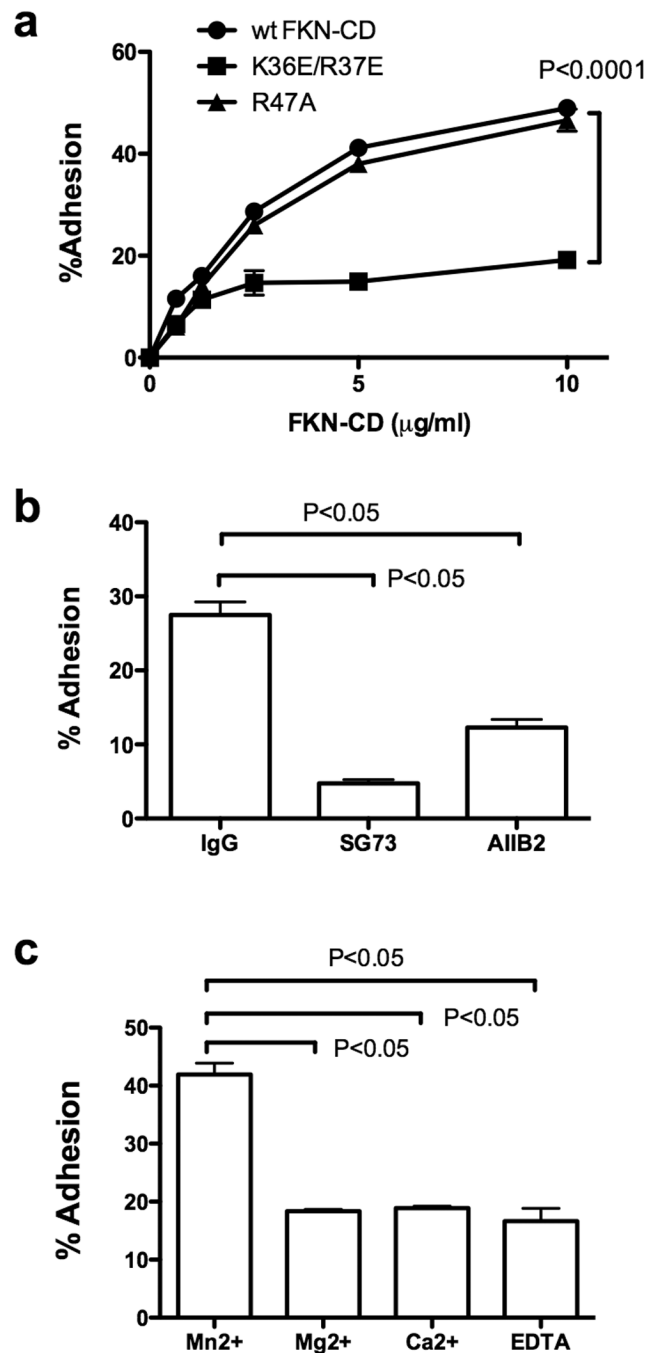 a
wt FKN-CD
K36E/R37E
R47A
P<0.0001
%Adhesion
60
40
20
0
0 5 10
FKN-CD (μg/ml)
b
P<0.05
P<0.05
% Adhesion
40
30
20
10
0
IgG SG73 AIIB2
c
P<0.05
P<0.05
P<0.05
% Adhesion
50
40
30
20
10
0
Mn2+ Mg2+ Ca2+ EDTA